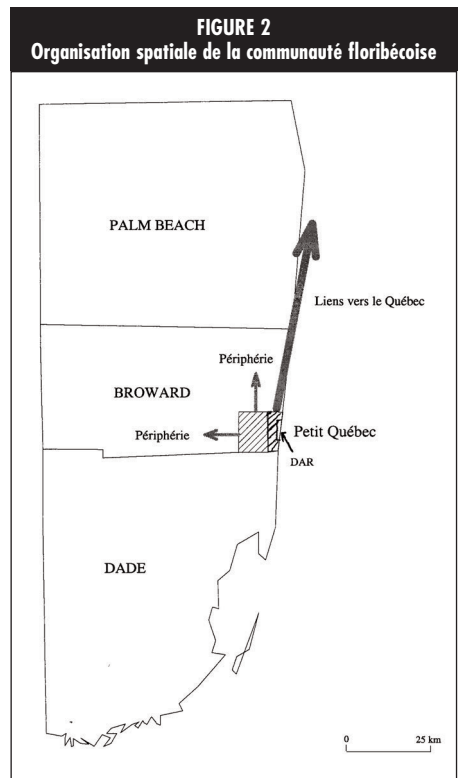 FIGURE 2
Organisation spatiale de la communauté floribécoise
PALM BEACH
Liens vers le Québec
Périphérie
BROWARD
Périphérie
Petit Québec
DAR
DADE
0 25 km